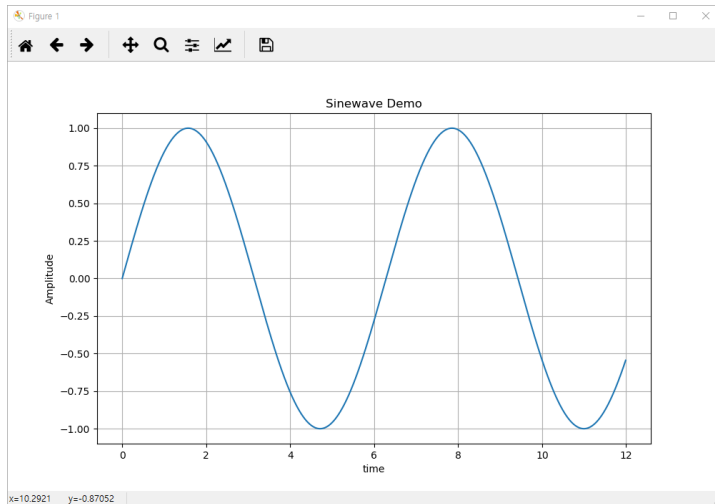 Figure 1
Sinewave Demo
1.00
0.75
0.50
0.25
0.00
−0.25
−0.50
−0.75
−1.00
Amplitude
0 2 4 6 8 10 12
time
x=10.2921 y=-0.87052